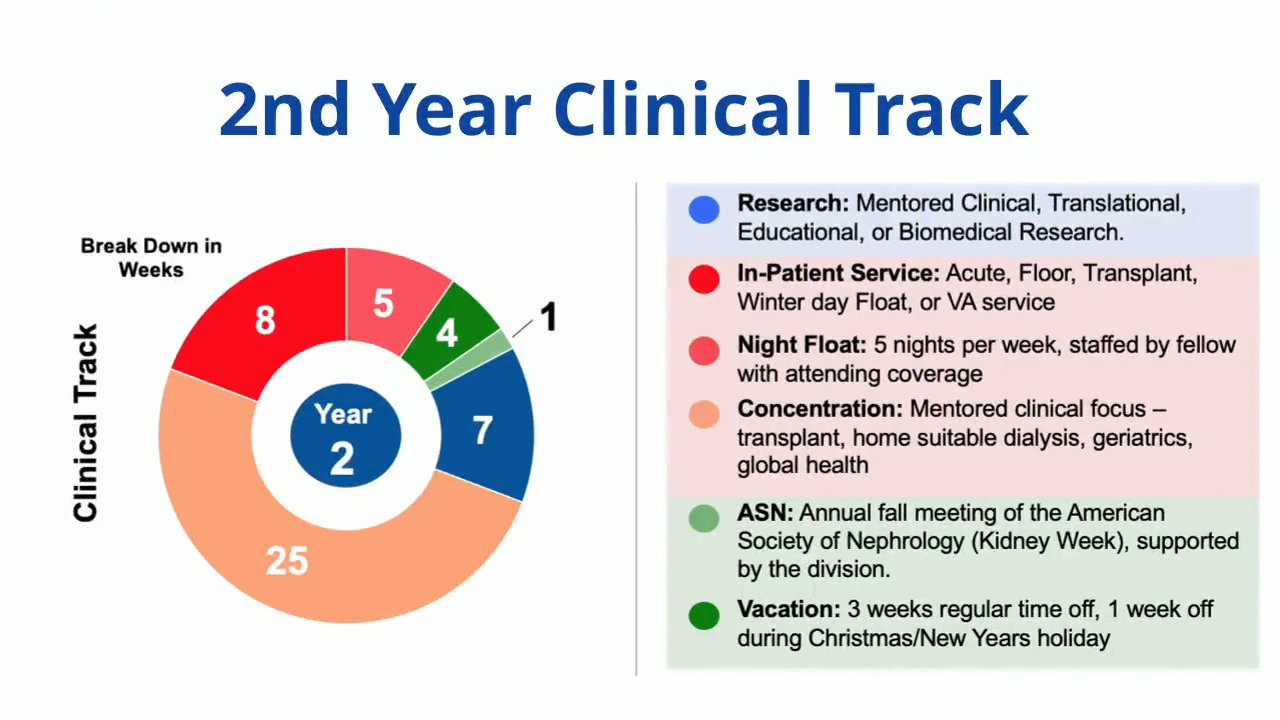 2nd Year Clinical Track
Break Down in
Weeks
Clinical Track
8
5
4
1
7
25
Year
2
Research: Mentored Clinical, Translational,
Educational, or Biomedical Research.
In-Patient Service: Acute, Floor, Transplant,
Winter day Float, or VA service
Night Float: 5 nights per week, staffed by fellow
with attending coverage
Concentration: Mentored clinical focus –
transplant, home suitable dialysis, geriatrics,
global health
ASN: Annual fall meeting of the American
Society of Nephrology (Kidney Week), supported
by the division.
Vacation: 3 weeks regular time off, 1 week off
during Christmas/New Years holiday